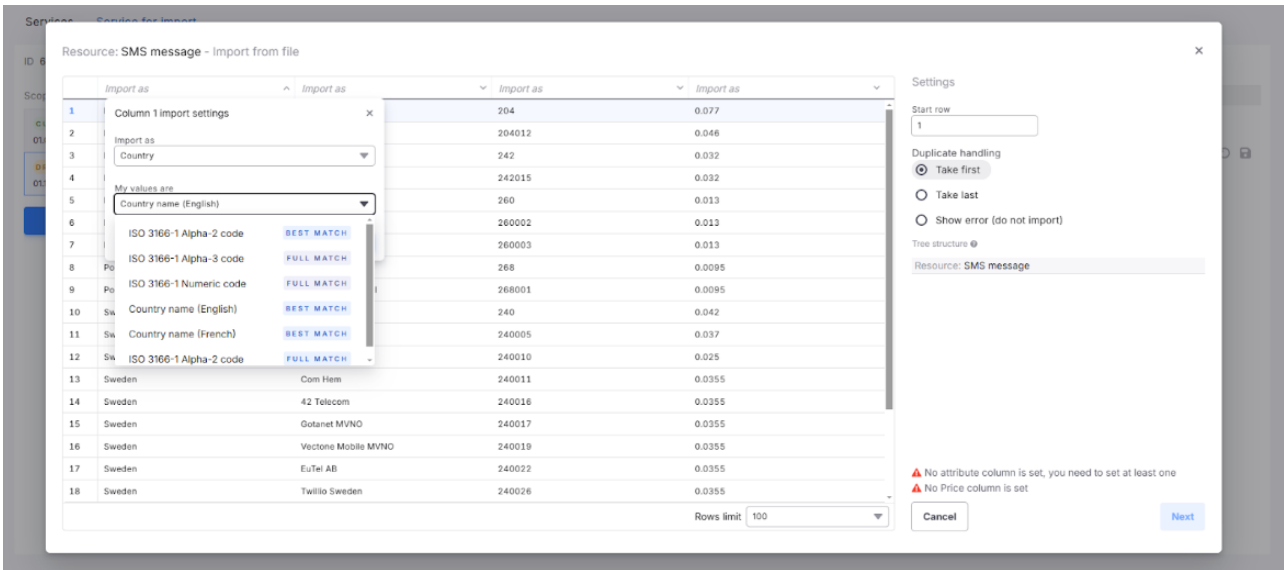 Services Service for Import
Resource: SMS message - Import from file
ID 6
Scop
Import as Import as Import as Import as
Column 1 import settings
Import as
Country
My values are
Country name (English)
ISO 3166-1 Alpha-2 code BEST MATCH
ISO 3166-1 Alpha-3 code FULL MATCH
ISO 3166-1 Numeric code FULL MATCH
Country name (English) BEST MATCH
Country name (French) BEST MATCH
ISO 3166-1 Alpha-2 code FULL MATCH
1 204 0.077
2 204012 0.046
3 242 0.032
4 242015 0.032
5 260 0.013
6 260002 0.013
7 260003 0.013
8 Po 268 0.0095
9 Po 268001 0.0095
10 Sw 240 0.042
11 Sw 240005 0.037
12 Sw 240010 0.025
13 Sweden Com Hem 240011 0.0355
14 Sweden 42 Telecom 240016 0.0355
15 Sweden Gotanet MVNO 240017 0.0355
16 Sweden Vectone Mobile MVNO 240019 0.0355
17 Sweden EuTel AB 240022 0.0355
18 Sweden Twillio Sweden 240026 0.0355
Rows limit 100
Settings
Start row
1
Duplicate handling
Take first
Take last
Show error (do not import)
Tree structure
Resource: SMS message
No attribute column is set, you need to set at least one
No Price column is set
Cancel Next